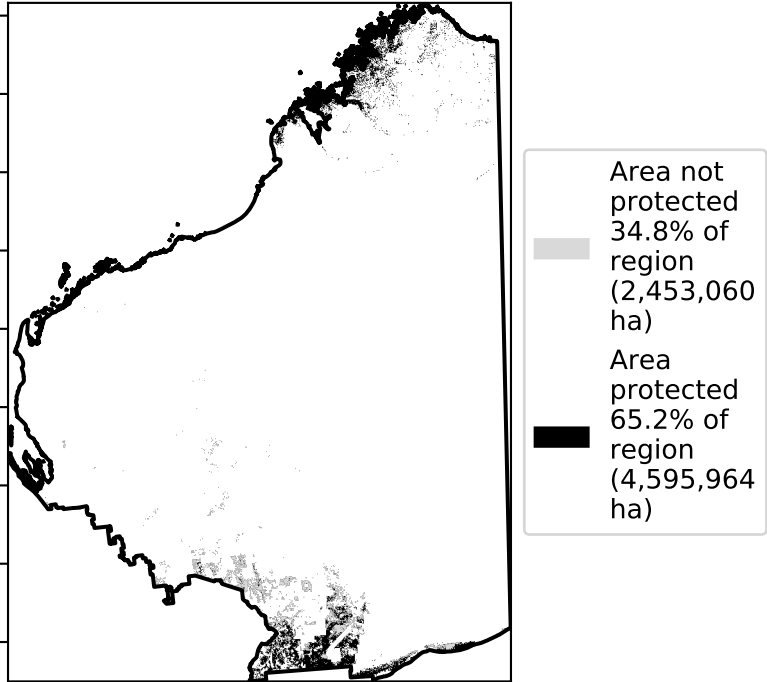 Area not
protected
34.8% of
region
(2,453,060
ha)
Area
protected
65.2% of
region
(4,595,964
ha)